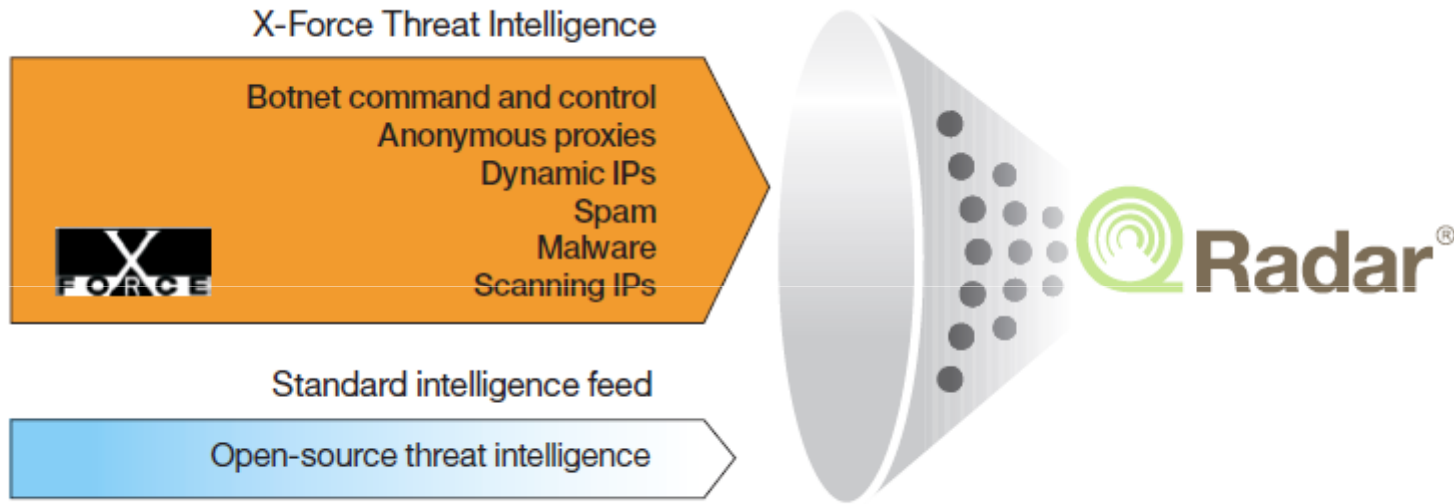 X-Force Threat Intelligence
Botnet command and control
Anonymous proxies
Dynamic IPs
Spam
Malware
Scanning IPs
X
FORCE
QRadar®
Standard intelligence feed
Open-source threat intelligence